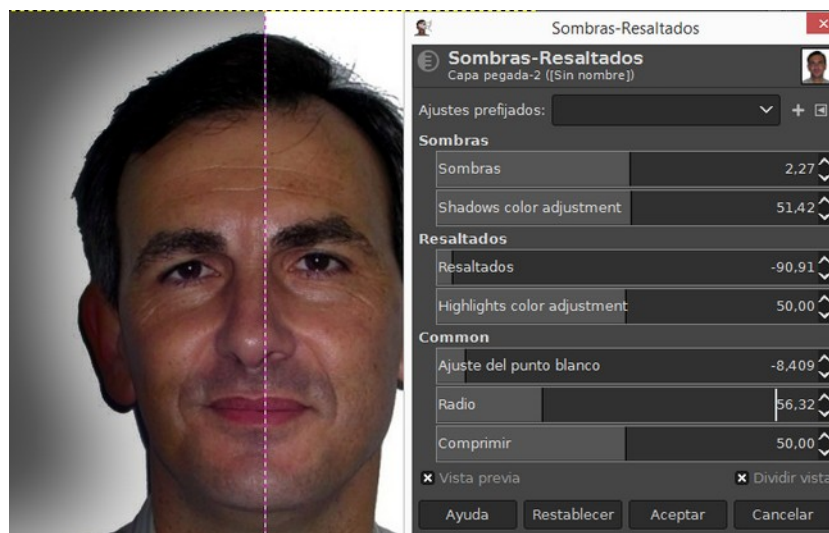 Sombras-Resaltados
Sombras-Resaltados
Capa pegada-2 ([Sin nombre])
Ajustes prefijados:
Sombras
Sombras 2,27
Shadows color adjustment 51,42
Resaltados
Resaltados -90,91
Highlights color adjustment 50,00
Common
Ajuste del punto blanco -8,409
Radio 56,32
Comprimir 50,00
Vista previa Dividir vista
Ayuda Restablecer Aceptar Cancelar